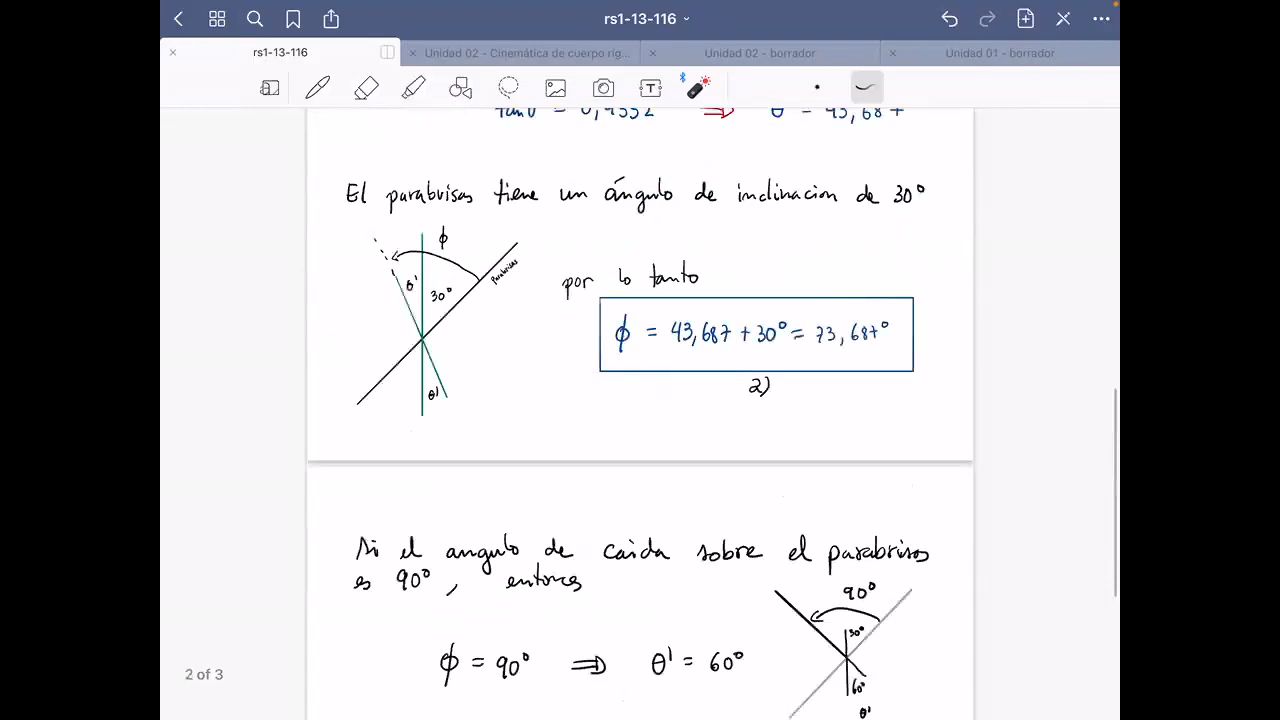 rs1-13-116
rs1-13-116
Unidad 02 - Cinemática de cuerpo ríg...
Unidad 02 - borrador
Unidad 01 - borrador
El parabrisas tiene un ángulo de inclinacion de 30°
ϕ
θ'
30°
parabrisas
θ'
por lo tanto
ϕ = 43,687 + 30° = 73,687°
2)
Si el angulo de caida sobre el parabrisas
es 90° , entonces
90°
30°
60°
θ'
ϕ = 90° ⇒ θ' = 60°
2 of 3